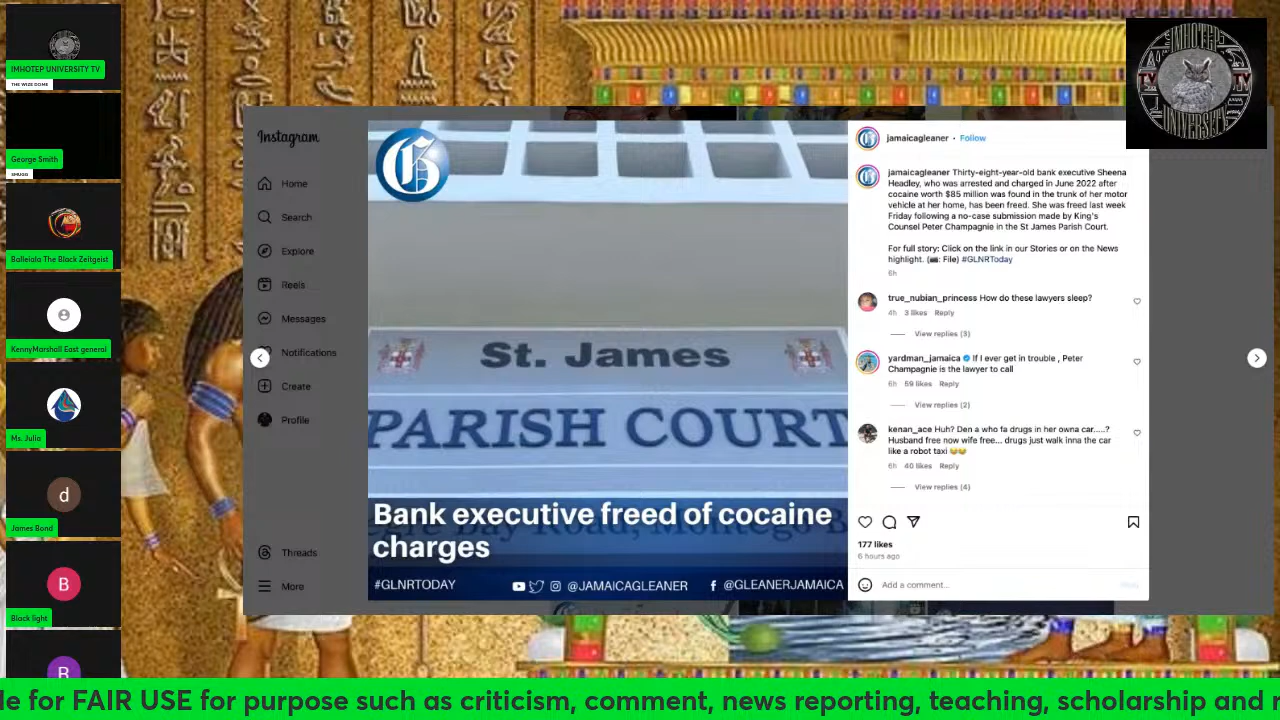 IMHOTEP UNIVERSITY TV
THE WIZE DOME
George Smith
SMUGG
Balleiala The Black Zeitgeist
KennyMarshall East general
Ms. Julia
d
James Bond
B
Black light
B
IMHOTEP
TV TV
UNIVERSITY
Instagram
Home
Search
Explore
Reels
Messages
Notifications
Create
Profile
Threads
More
G
St. James
PARISH COURT
Bank executive freed of cocaine
charges
#GLNRTODAY
@JAMAICAGLEANER
@GLEANERJAMAICA
jamaicagleaner • Follow
jamaicagleaner Thirty-eight-year-old bank executive Sheena
Headley, who was arrested and charged in June 2022 after
cocaine worth $85 million was found in the trunk of her motor
vehicle at her home, has been freed. She was freed last week
Friday following a no-case submission made by King's
Counsel Peter Champagnie in the St James Parish Court.
For full story: Click on the link in our Stories or on the News
highlight. (📷: File) #GLNRToday
6h
true_nubian_princess How do these lawyers sleep?
4h 3 likes Reply
View replies (3)
yardman_jamaica If I ever get in trouble , Peter
Champagnie is the lawyer to call
6h 59 likes Reply
View replies (2)
kenan_ace Huh? Den a who fa drugs in her owna car.....?
Husband free now wife free... drugs just walk inna the car
like a robot taxi 😂😂
6h 40 likes Reply
View replies (4)
177 likes
6 hours ago
Add a comment...
le for FAIR USE for purpose such as criticism, comment, news reporting, teaching, scholarship and r